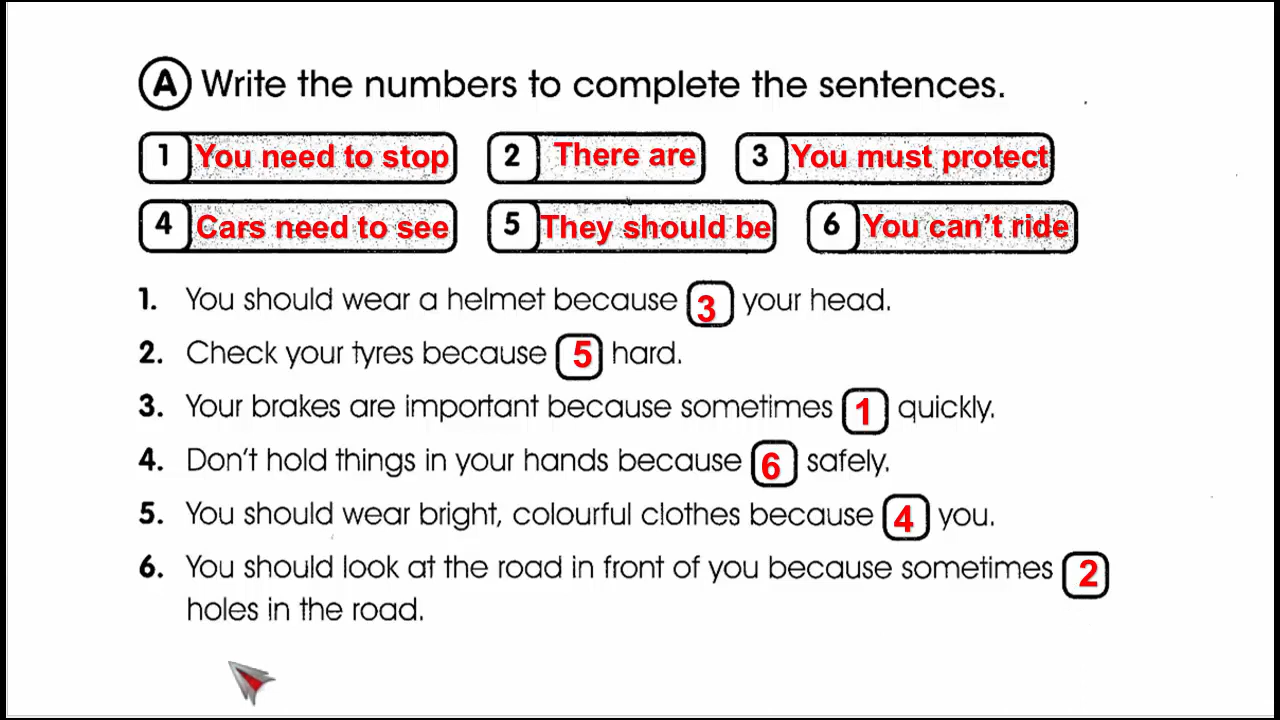 A Write the numbers to complete the sentences.
1 You need to stop 2 There are 3 You must protect
4 Cars need to see 5 They should be 6 You can't ride
1. You should wear a helmet because 3 your head.
2. Check your tyres because 5 hard.
3. Your brakes are important because sometimes 1 quickly.
4. Don't hold things in your hands because 6 safely.
5. You should wear bright, colourful clothes because 4 you.
6. You should look at the road in front of you because sometimes 2
holes in the road.